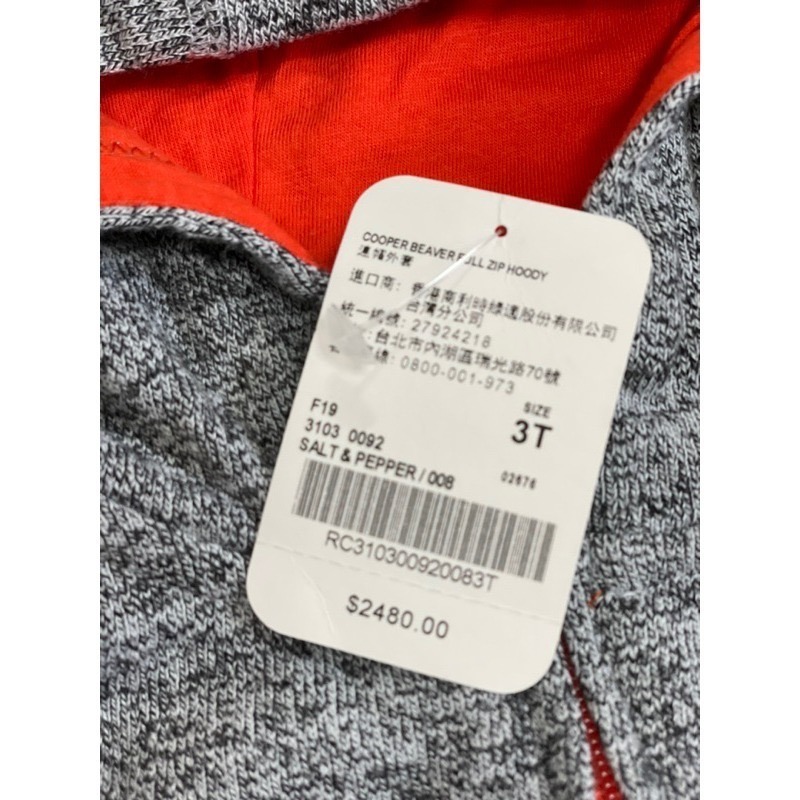 COOPER BEAVER FULL ZIP HOODY
連帽外套
進口商: 香港商利時綠適股份有限公司
台灣分公司
統一編號: 27924218
: 台北市內湖區瑞光路70號
線: 0800-001-973
F19
SIZE
3103 0092
3T
SALT & PEPPER / 008
02676
RC310300920083T
$2480.00